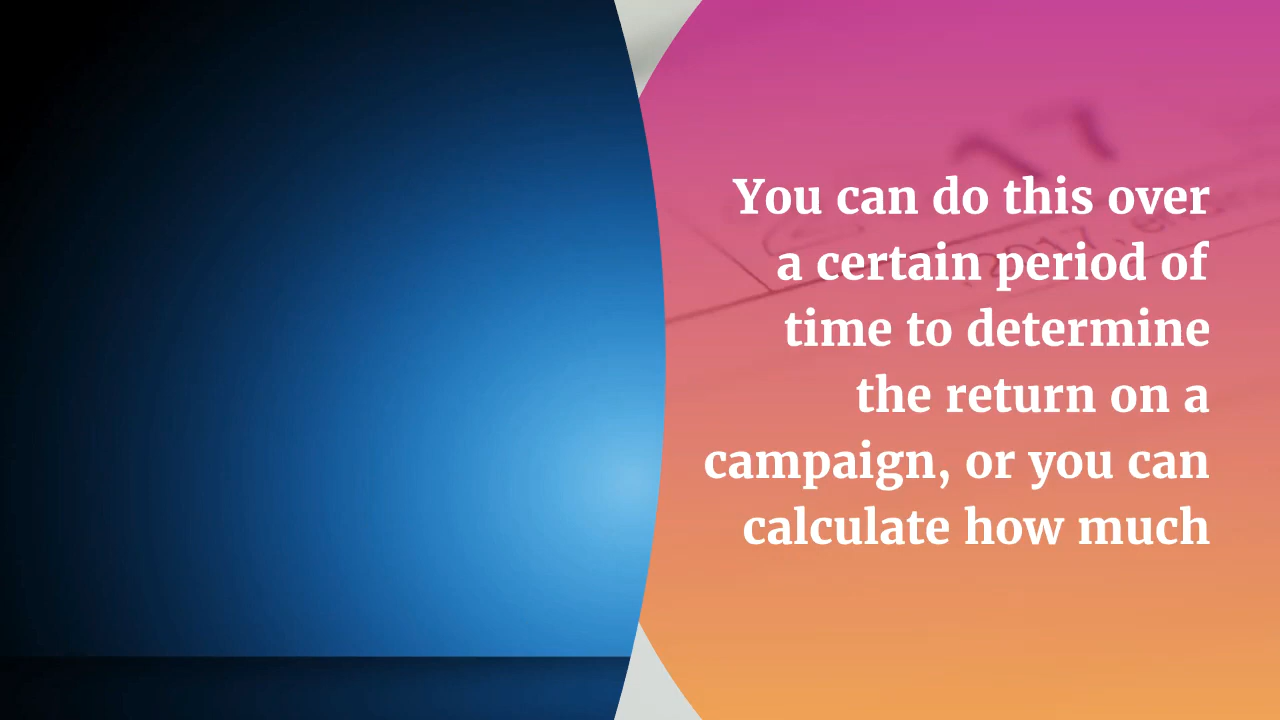 You can do this over
a certain period of
time to determine
the return on a
campaign, or you can
calculate how much
17